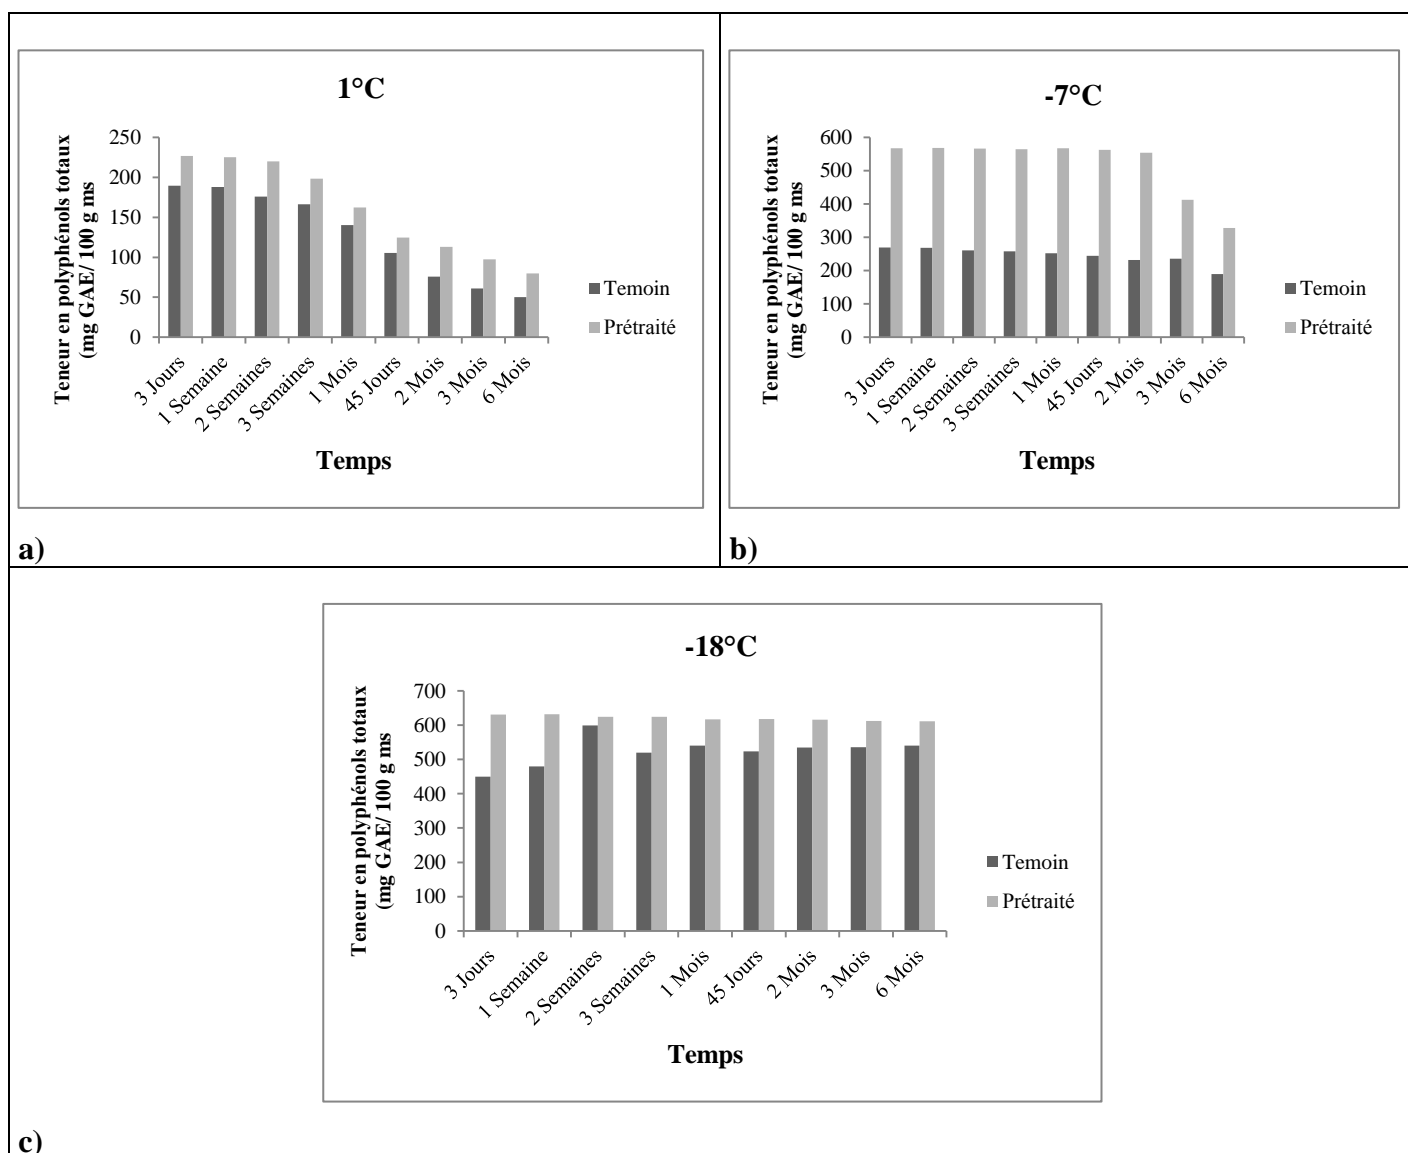 1°C
Teneur en polyphénols totaux
(mg GAE/ 100 g ms
250
200
150
100
50
0
3 Jours
1 Semaine
2 Semaines
3 Semaines
1 Mois
45 Jours
2 Mois
3 Mois
6 Mois
Temps
Temoin
Prétraité
a)
-7°C
Teneur en polyphénols totaux
(mg GAE/ 100 g ms
600
500
400
300
200
100
0
3 Jours
1 Semaine
2 Semaines
3 Semaines
1 Mois
45 Jours
2 Mois
3 Mois
6 Mois
Temps
Temoin
Prétraité
b)
-18°C
Teneur en polyphénols totaux
(mg GAE/ 100 g ms
700
600
500
400
300
200
100
0
3 Jours
1 Semaine
2 Semaines
3 Semaines
1 Mois
45 Jours
2 Mois
3 Mois
6 Mois
Temps
Temoin
Prétraité
c)